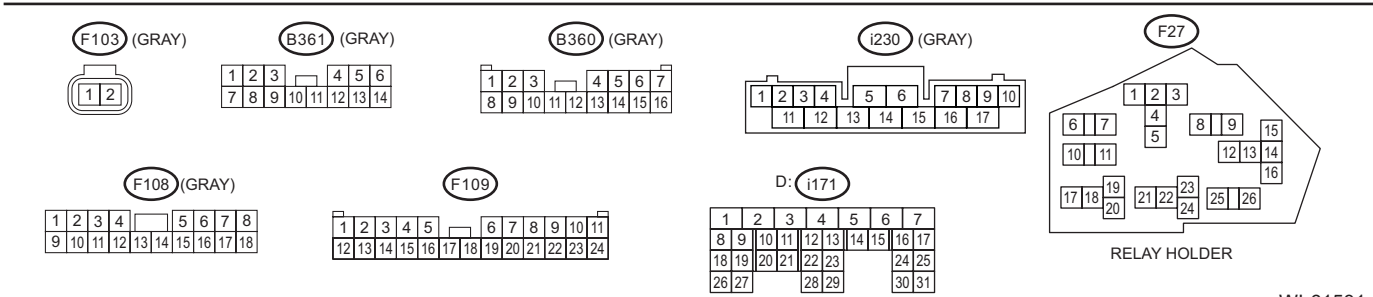 F103 (GRAY)
1 2
B361 (GRAY)
1 2 3 4 5 6
7 8 9 10 11 12 13 14
B360 (GRAY)
1 2 3 4 5 6 7
8 9 10 11 12 13 14 15 16
i230 (GRAY)
1 2 3 4 5 6 7 8 9 10
11 12 13 14 15 16 17
F27
1 2 3
4
5
6 7
8 9
10 11
15
12 13 14
16
17 18 19
20
21 22 23
24
25 26
RELAY HOLDER
F108 (GRAY)
1 2 3 4 5 6 7 8
9 10 11 12 13 14 15 16 17 18
F109
1 2 3 4 5 6 7 8 9 10 11
12 13 14 15 16 17 18 19 20 21 22 23 24
D: i171
1 2 3 4 5 6 7
8 9 10 11 12 13 14 15 16 17
18 19 20 21 22 23 24 25
26 27 28 29 30 31